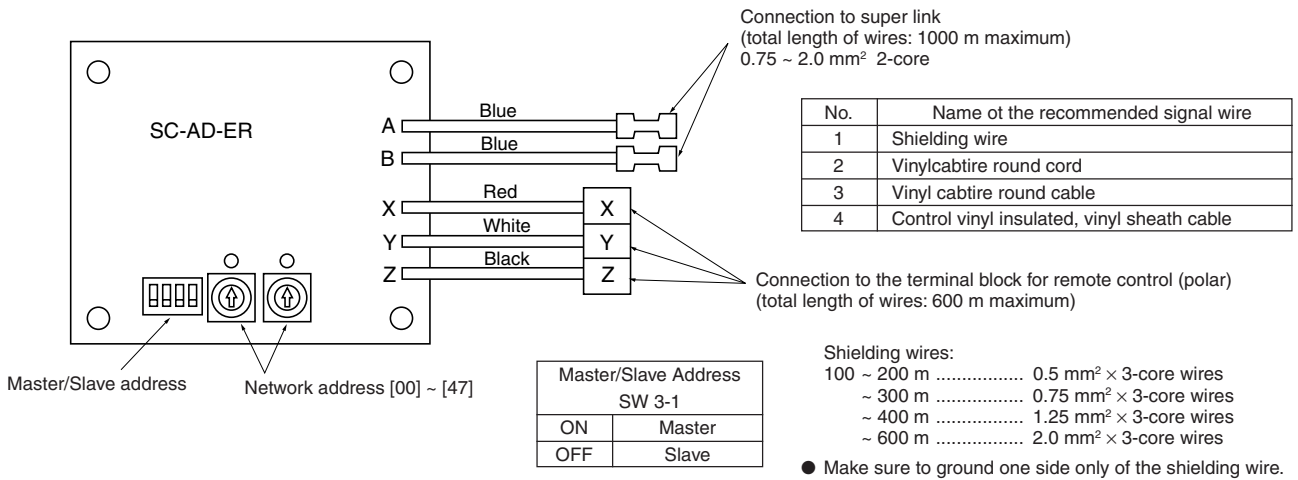 Connection to super link
(total length of wires: 1000 m maximum)
0.75 ~ 2.0 mm² 2-core
SC-AD-ER
A
Blue
B
Blue
X
Red
X
Y
White
Y
Z
Black
Z
No. Name ot the recommended signal wire
1 Shielding wire
2 Vinylcabtire round cord
3 Vinyl cabtire round cable
4 Control vinyl insulated, vinyl sheath cable
Connection to the terminal block for remote control (polar)
(total length of wires: 600 m maximum)
Master/Slave address
Network address [00] ~ [47]
Master/Slave Address
SW 3-1
ON Master
OFF Slave
Shielding wires:
100 ~ 200 m ................. 0.5 mm² × 3-core wires
~ 300 m ................. 0.75 mm² × 3-core wires
~ 400 m ................. 1.25 mm² × 3-core wires
~ 600 m ................. 2.0 mm² × 3-core wires
● Make sure to ground one side only of the shielding wire.